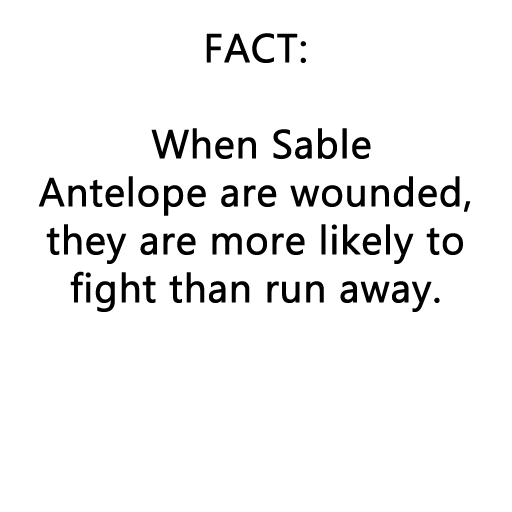 FACT:
When Sable
Antelope are wounded,
they are more likely to
fight than run away.